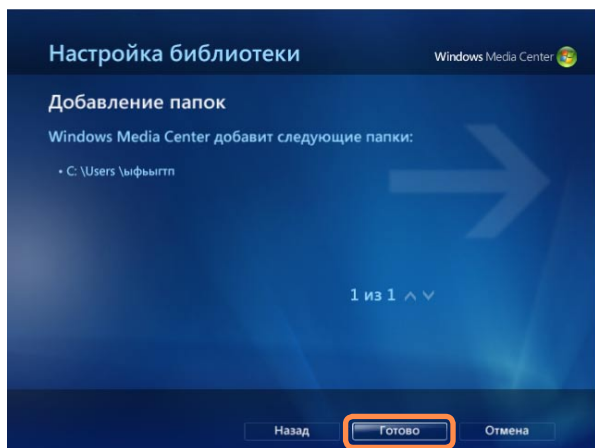 Настройка библиотеки
Windows Media Center
Добавление папок
Windows Media Center добавит следующие папки:
• C: \Users \ыфьыгтп
1 из 1
Назад Готово Отмена